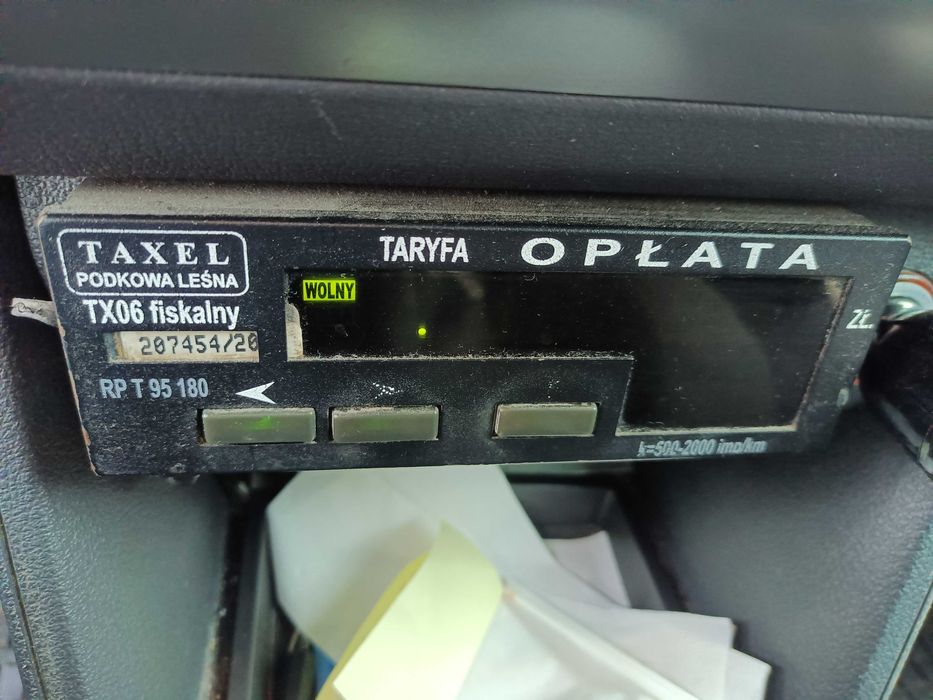 TAXEL
PODKOWA LEŚNA
TARYFA
OPŁATA
TX06 fiskalny
WOLNY
ZŁ
207454/20
RP T 95 180
k=500-2000 imp/km